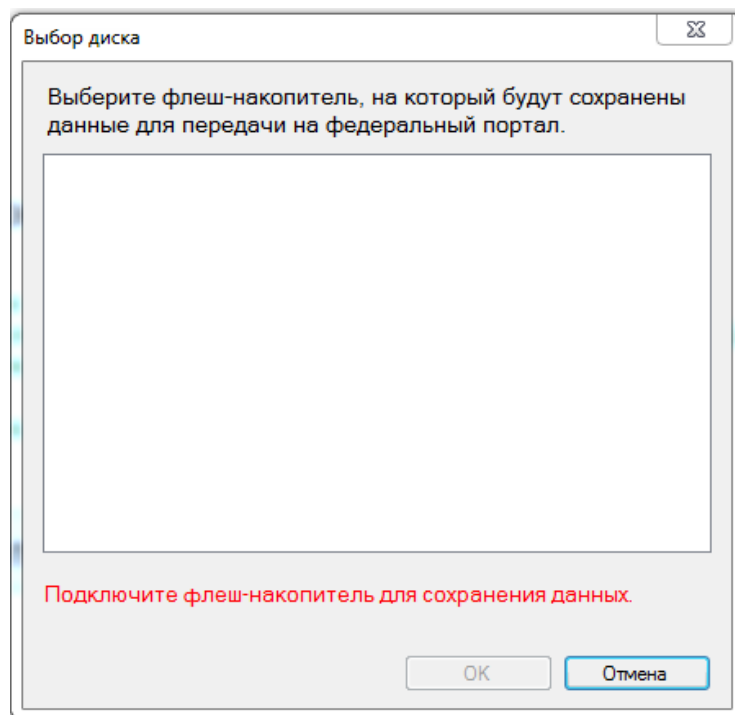 Выбор диска
Выберите флеш-накопитель, на который будут сохранены
данные для передачи на федеральный портал.
Подключите флеш-накопитель для сохранения данных.
OK
Отмена